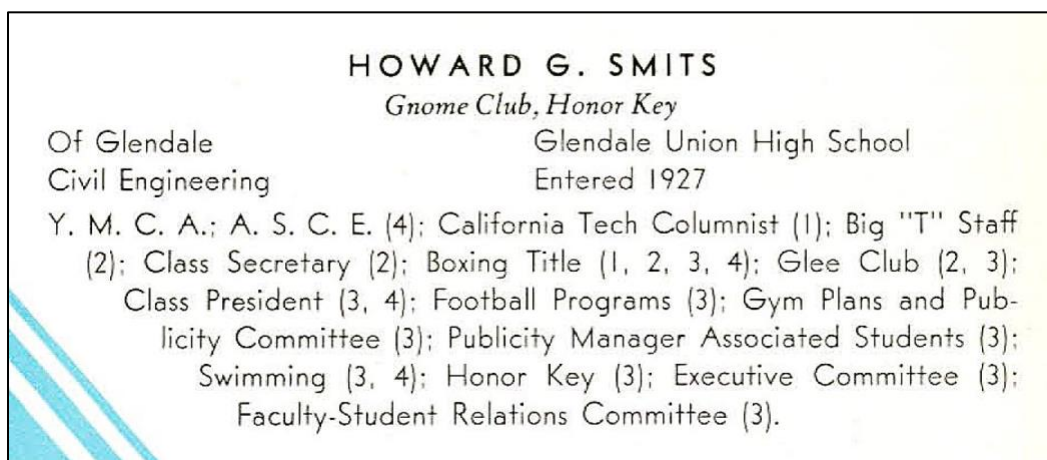 HOWARD G. SMITS
Gnome Club, Honor Key
Of Glendale Glendale Union High School
Civil Engineering Entered 1927
Y. M. C. A.; A. S. C. E. (4); California Tech Columnist (1); Big "T" Staff
(2); Class Secretary (2); Boxing Title (1, 2, 3, 4); Glee Club (2, 3);
Class President (3, 4); Football Programs (3); Gym Plans and Pub-
licity Committee (3); Publicity Manager Associated Students (3);
Swimming (3, 4); Honor Key (3); Executive Committee (3);
Faculty-Student Relations Committee (3).